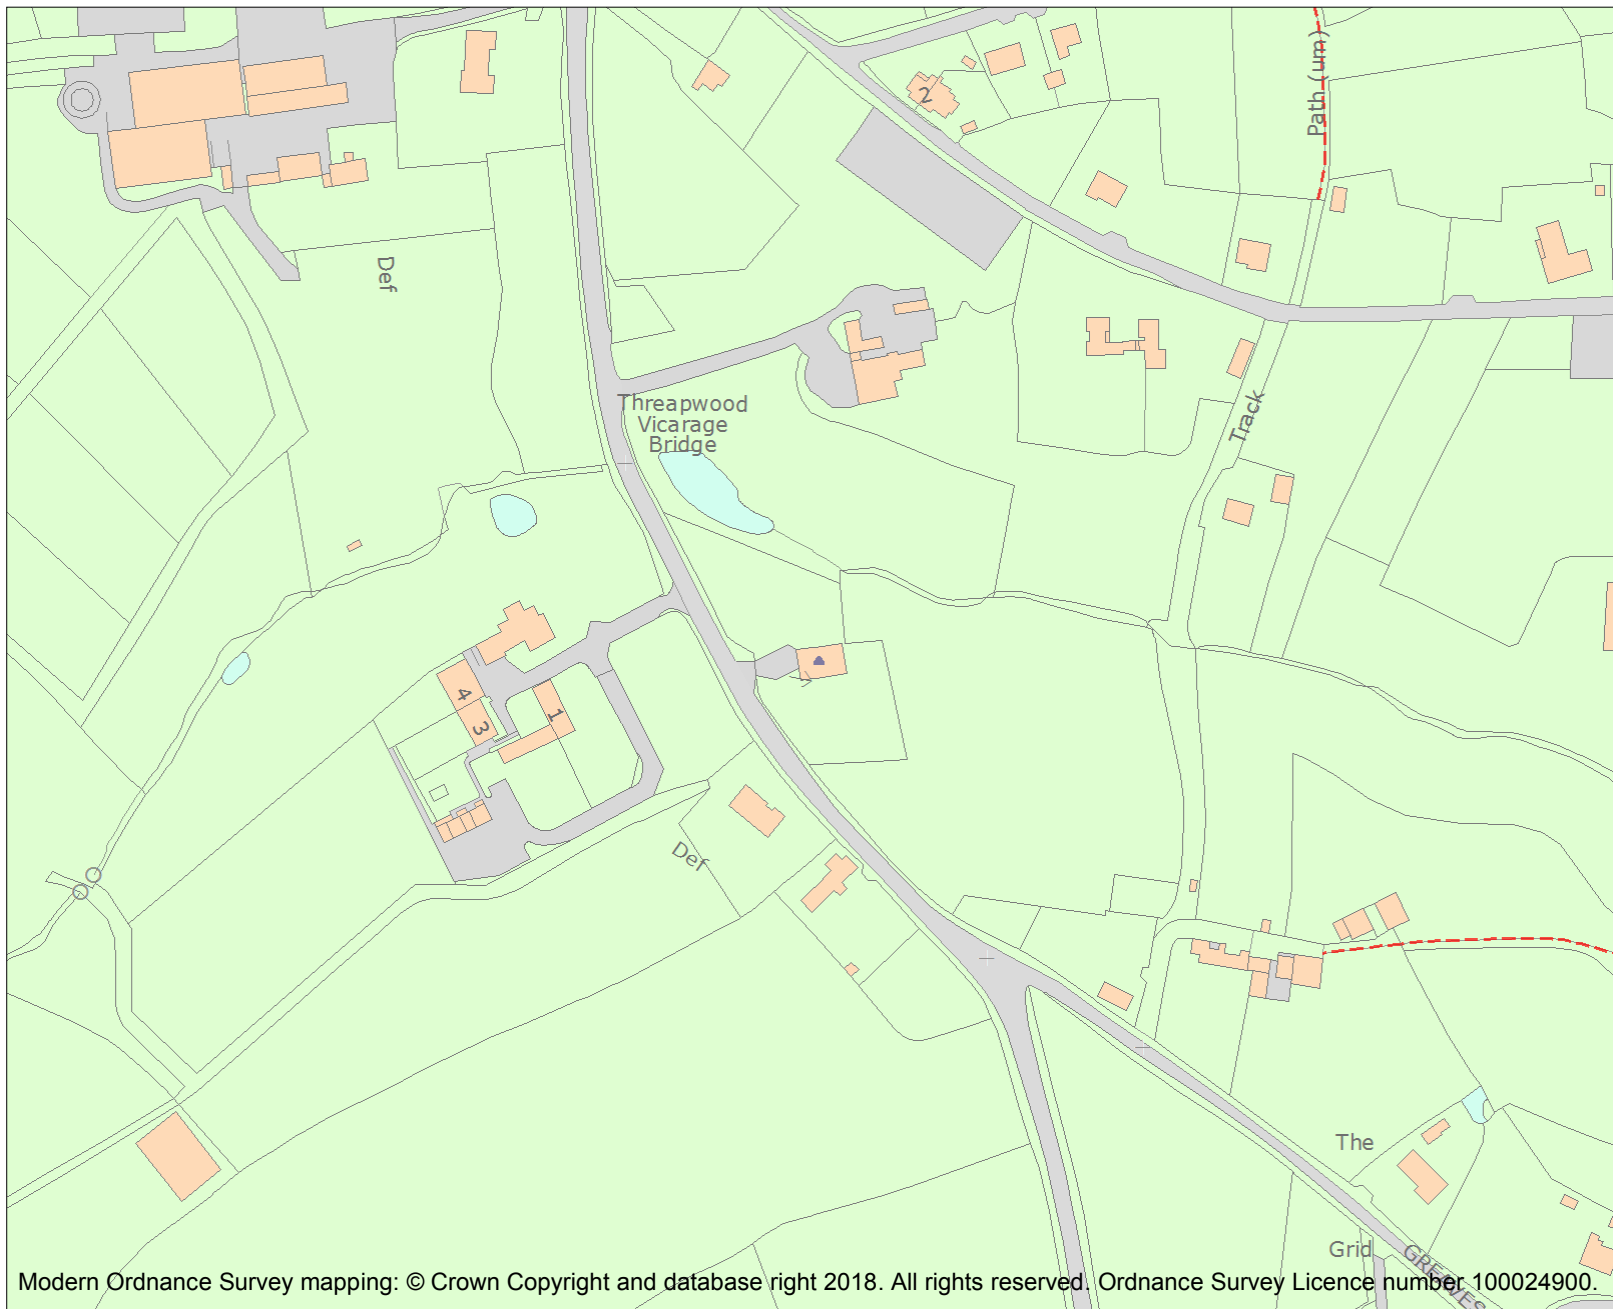 Path (um)
2
Def
Threapwood
Vicarage
Bridge
Track
4
3
1
Def
The
Grid
GREAVES
Modern Ordnance Survey mapping: © Crown Copyright and database right 2018. All rights reserved. Ordnance Survey Licence number 100024900.